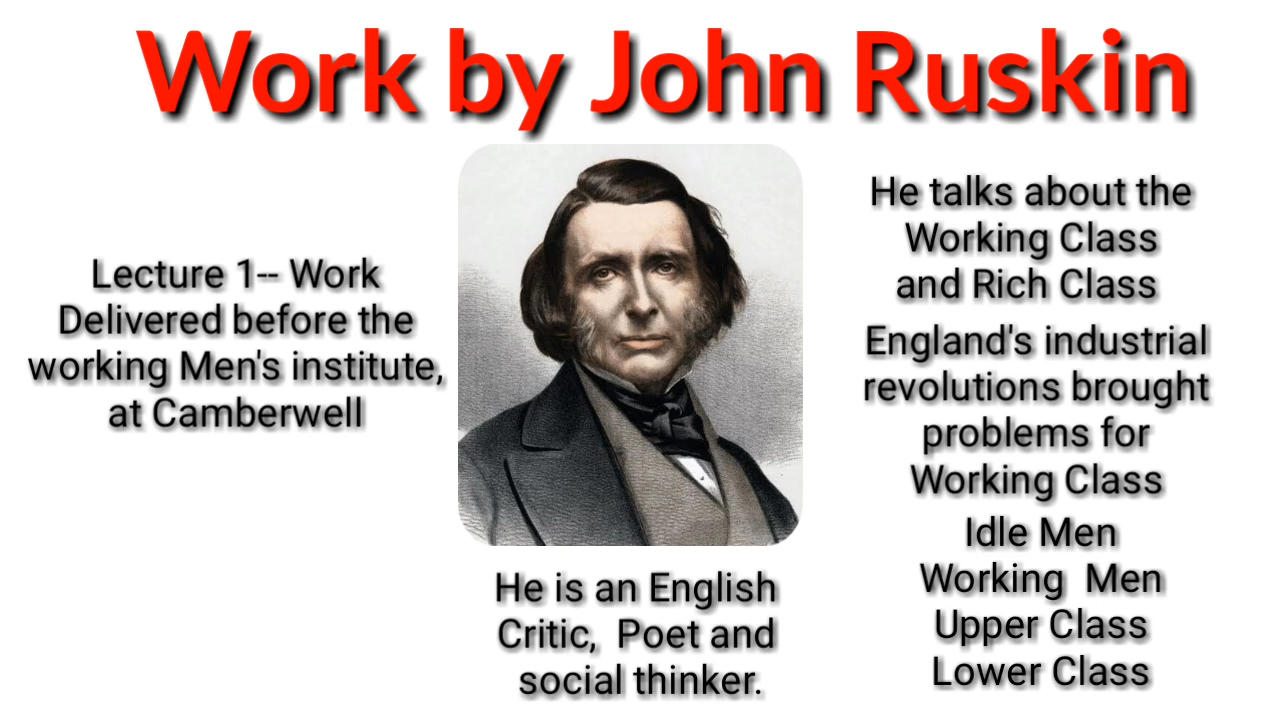 Work by John Ruskin
Lecture 1-- Work
Delivered before the
working Men's institute,
at Camberwell
He is an English
Critic, Poet and
social thinker.
He talks about the
Working Class
and Rich Class
England's industrial
revolutions brought
problems for
Working Class
Idle Men
Working Men
Upper Class
Lower Class